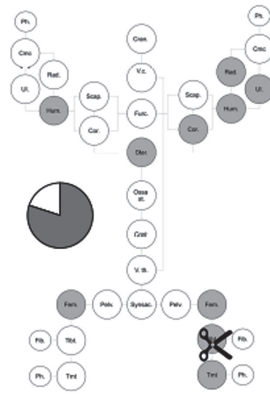 Ph.
Ph.
Cran.
Cmc
Cmc
V.c.
Rad.
Rad.
Ul.
Ul.
Scap.
Scap.
Hum.
Furc.
Hum.
Cor.
Cor.
Ster.
Ossa
st.
V. th.
Fem.
Pelv.
Synsac.
Pelv.
Fem.
Fib.
Tibt.
Fib.
Ph.
Tmt
Tmt
Ph.